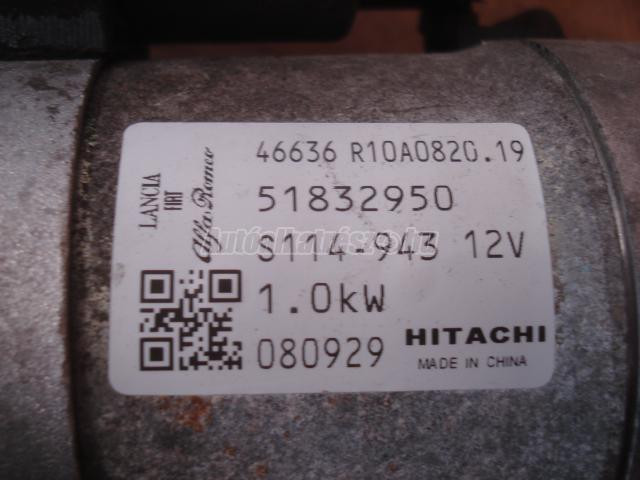 46636 R10A0820.19
LANCIA
FIAT
Alfa Romeo
51832950
S114-943 12V
1.0kW
080929
HITACHI
MADE IN CHINA